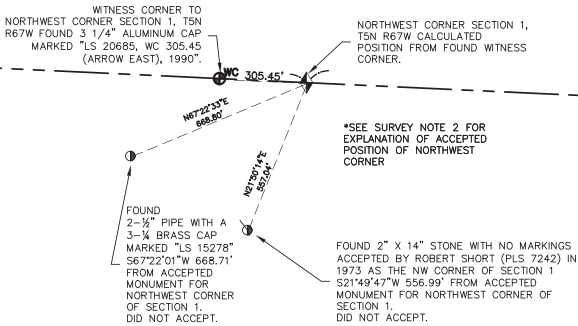 WITNESS CORNER TO
NORTHWEST CORNER SECTION 1, T5N
R67W FOUND 3 1/4" ALUMINUM CAP
MARKED "LS 20685, WC 305.45
(ARROW EAST), 1990".
NORTHWEST CORNER SECTION 1,
T5N R67W CALCULATED
POSITION FROM FOUND WITNESS
CORNER.
WC 305.45'
N67°22'33"E
668.80'
N21°50'14"E
557.04'
*SEE SURVEY NOTE 2 FOR
EXPLANATION OF ACCEPTED
POSITION OF NORTHWEST
CORNER
FOUND
2-½" PIPE WITH A
3-¼ BRASS CAP
MARKED "LS 15278"
S67°22'01"W 668.71'
FROM ACCEPTED
MONUMENT FOR
NORTHWEST CORNER
OF SECTION 1.
DID NOT ACCEPT.
FOUND 2" X 14" STONE WITH NO MARKINGS
ACCEPTED BY ROBERT SHORT (PLS 7242) IN
1973 AS THE NW CORNER OF SECTION 1
S21°49'47"W 556.99' FROM ACCEPTED
MONUMENT FOR NORTHWEST CORNER OF
SECTION 1.
DID NOT ACCEPT.